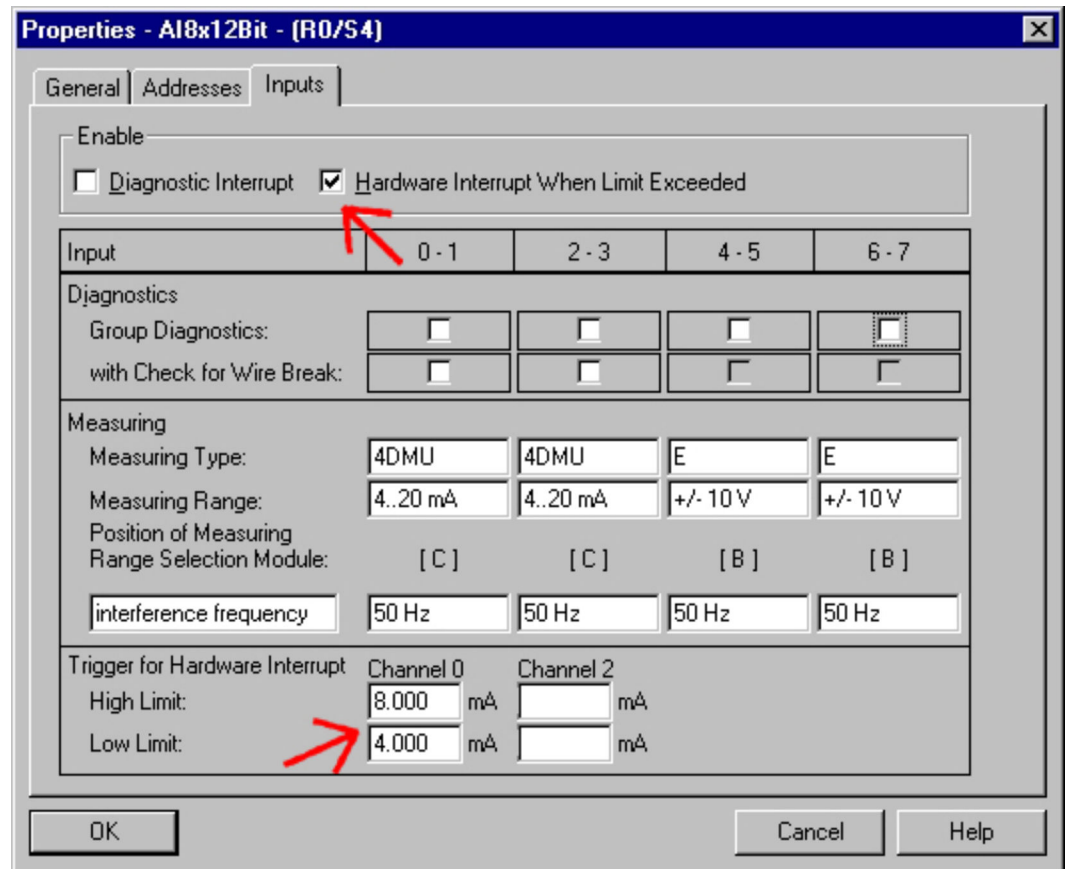 Properties - AI8x12Bit - (R0/S4)
General Addresses Inputs
Enable
Diagnostic Interrupt Hardware Interrupt When Limit Exceeded
Input 0 - 1 2 - 3 4 - 5 6 - 7
Diagnostics
Group Diagnostics:
with Check for Wire Break:
Measuring
Measuring Type: 4DMU 4DMU E E
Measuring Range: 4..20 mA 4..20 mA +/- 10 V +/- 10 V
Position of Measuring
Range Selection Module: [ C ] [ C ] [ B ] [ B ]
interference frequency 50 Hz 50 Hz 50 Hz 50 Hz
Trigger for Hardware Interrupt Channel 0 Channel 2
High Limit: 8.000 mA mA
Low Limit: 4.000 mA mA
OK Cancel Help